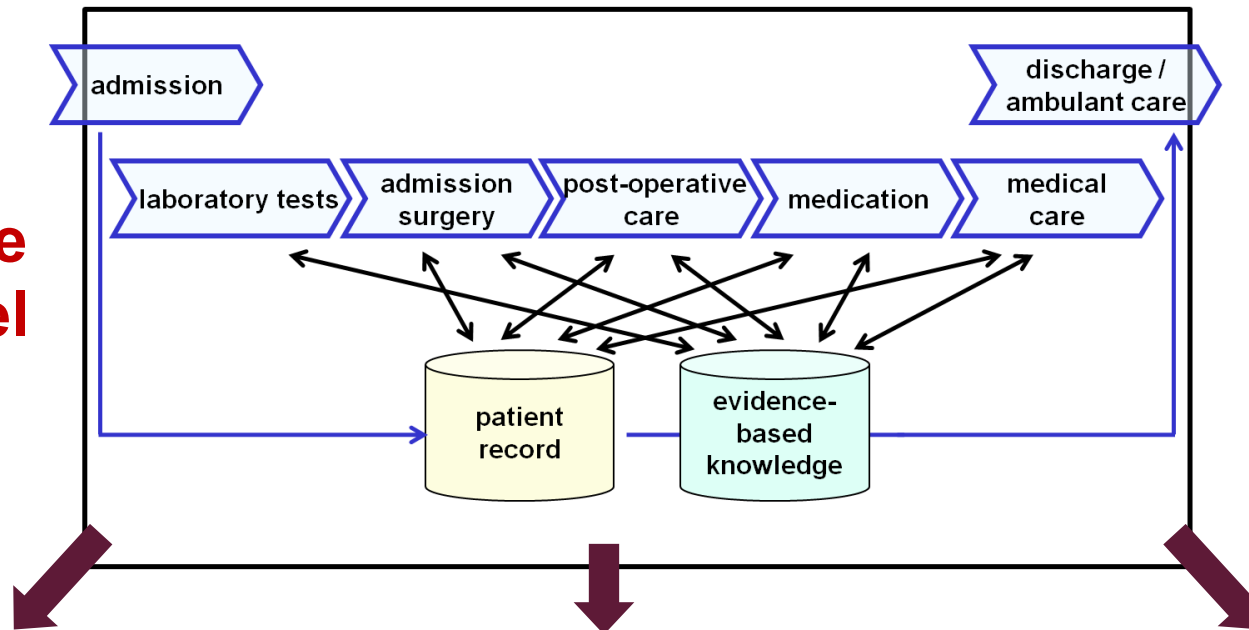 admission
discharge /
ambulant care
laboratory tests
admission
surgery
post-operative
care
medication
medical
care
e
el
patient
record
evidence-
based
knowledge